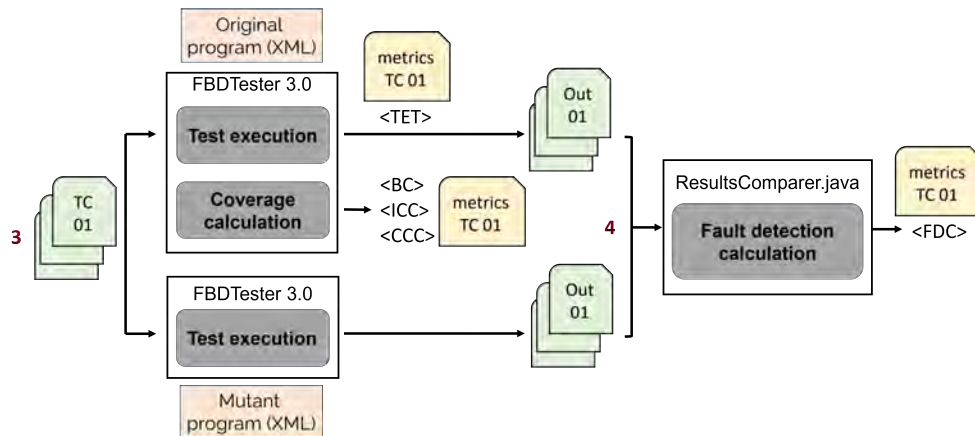 Original
program (XML)
FBDTester 3.0
Test execution
Coverage
calculation
metrics
TC 01
<TET>
<BC>
<ICC>
<CCC>
metrics
TC 01
Out
01
3
TC
01
4
ResultsComparer.java
Fault detection
calculation
metrics
TC 01
<FDC>
FBDTester 3.0
Test execution
Out
01
Mutant
program (XML)